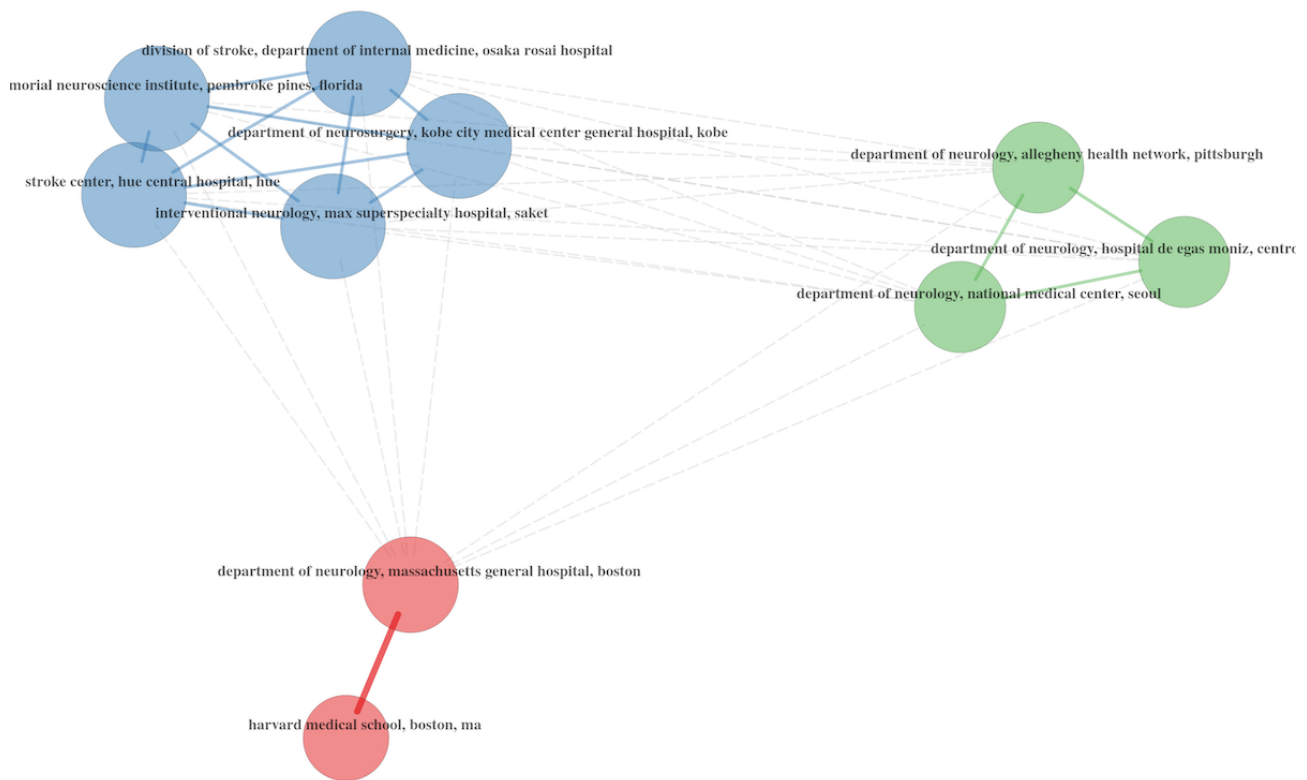 division of stroke, department of internal medicine, osaka rosai hospital
morial neuroscience institute, pembroke pines, florida
department of neurosurgery, kobe city medical center general hospital, kobe
department of neurology, allegheny health network, pittsburgh
stroke center, hue central hospital, hue
interventional neurology, max superspecialty hospital, saket
department of neurology, hospital de egas moniz, centro
department of neurology, national medical center, seoul
department of neurology, massachusetts general hospital, boston
harvard medical school, boston, ma